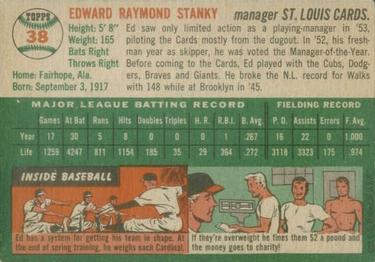 TOPPS
38
EDWARD RAYMOND STANKY
manager ST. LOUIS CARDS.
Height: 5' 8"
Weight: 165
Bats Right
Throws Right
Home: Fairhope, Ala.
Born: September 3, 1917
Ed saw only limited action as a playing-manager in '53,
piloting the Cards mostly from the dugout. In '52, his fresh-
man year as skipper, he was voted the Manager-of-the-Year.
Before coming to the Cards, Ed played with the Cubs, Dodg-
ers, Braves and Giants. He broke the N.L. record for Walks
with 148 while at Brooklyn in '45.
MAJOR LEAGUE BATTING RECORD
FIELDING RECORD
Games At Bat Runs Hits Doubles Triples H.R. R.B.I. B. Avg. P.O. Assists Errors F. Avg.
Year 17 30 5 8 0 0 0 1 .267 16 22 0 1.000
Life 1259 4247 811 1154 185 35 29 364 .272 3118 3323 275 .974
INSIDE BASEBALL
Ed has a system for getting his team in shape. At
the end of spring training, he weighs each Cardinal.
If they're overweight he fines them $2 a pound and
the money goes to charity!